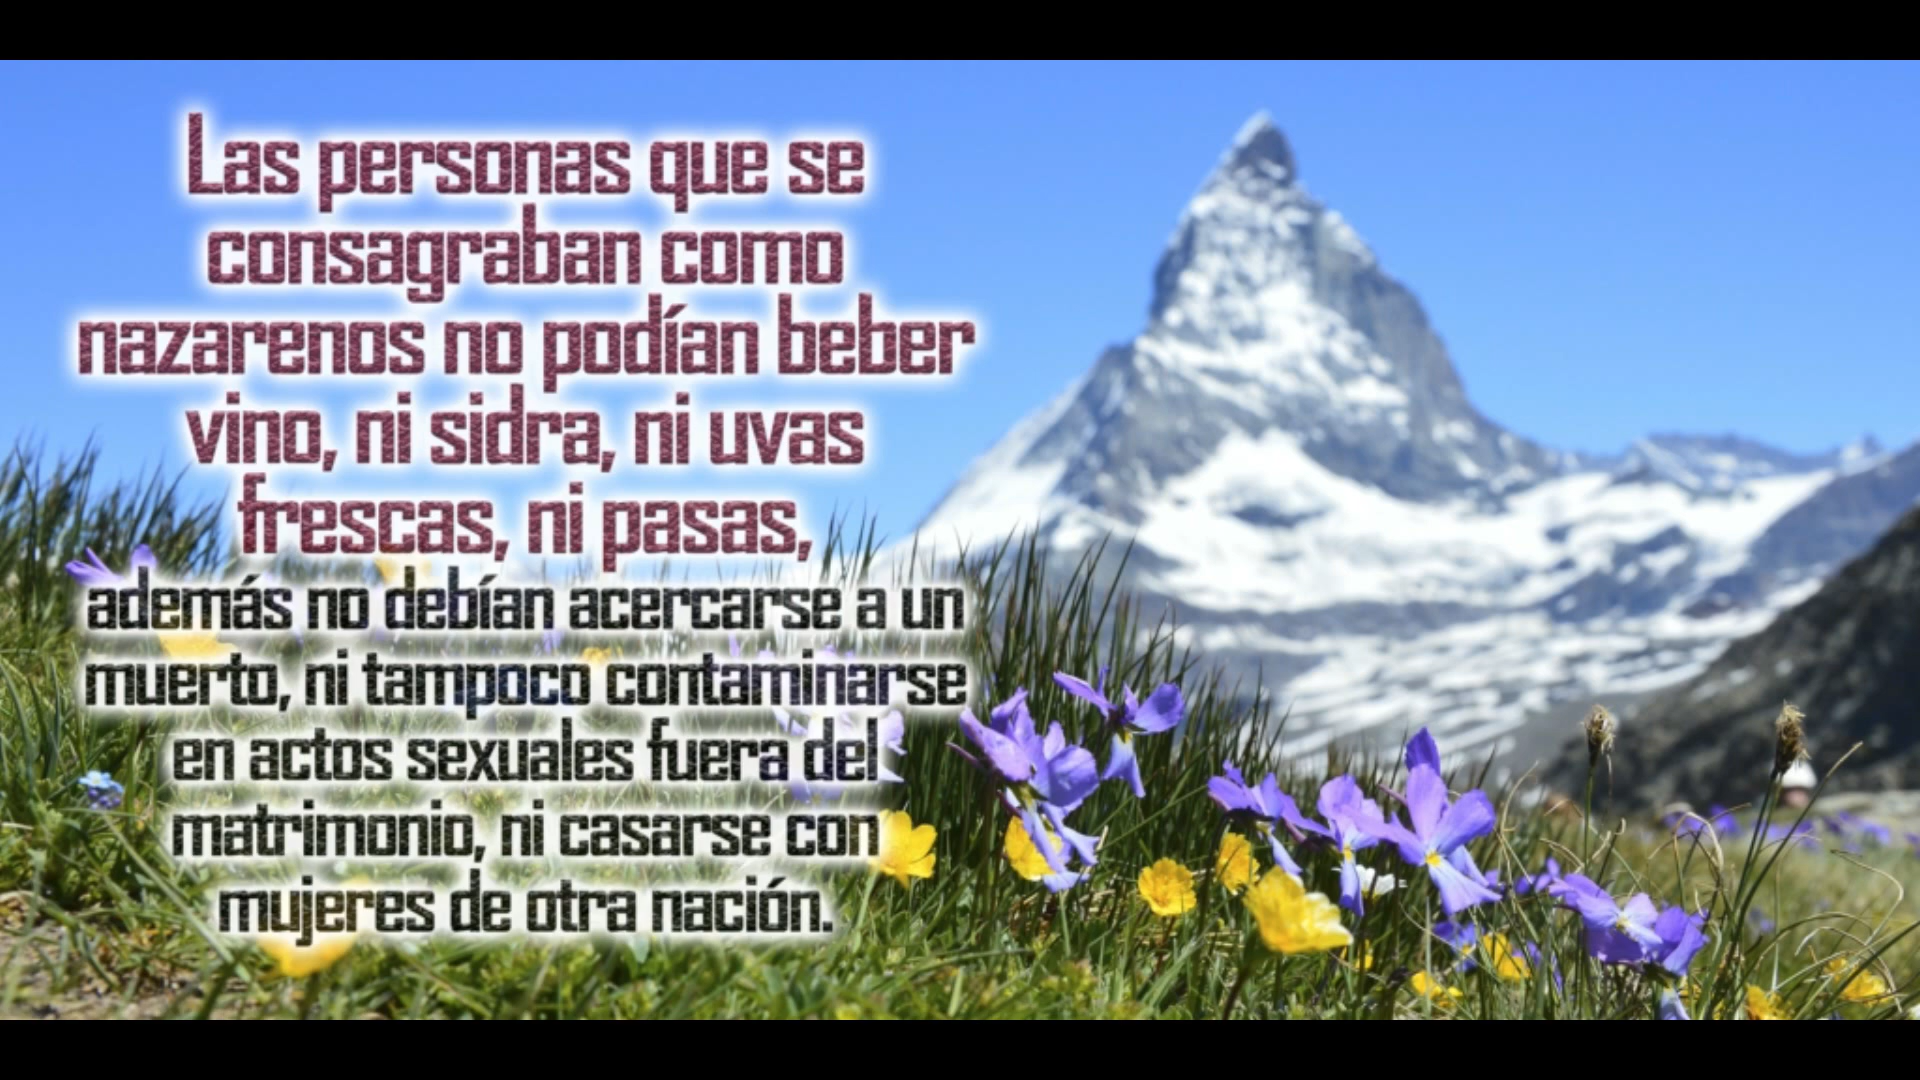 Las personas que se
consagraban como
nazarenos no podían beber
vino, ni sidra, ni uvas
frescas, ni pasas,
además no debían acercarse a un
muerto, ni tampoco contaminarse
en actos sexuales fuera del
matrimonio, ni casarse con
mujeres de otra nación.